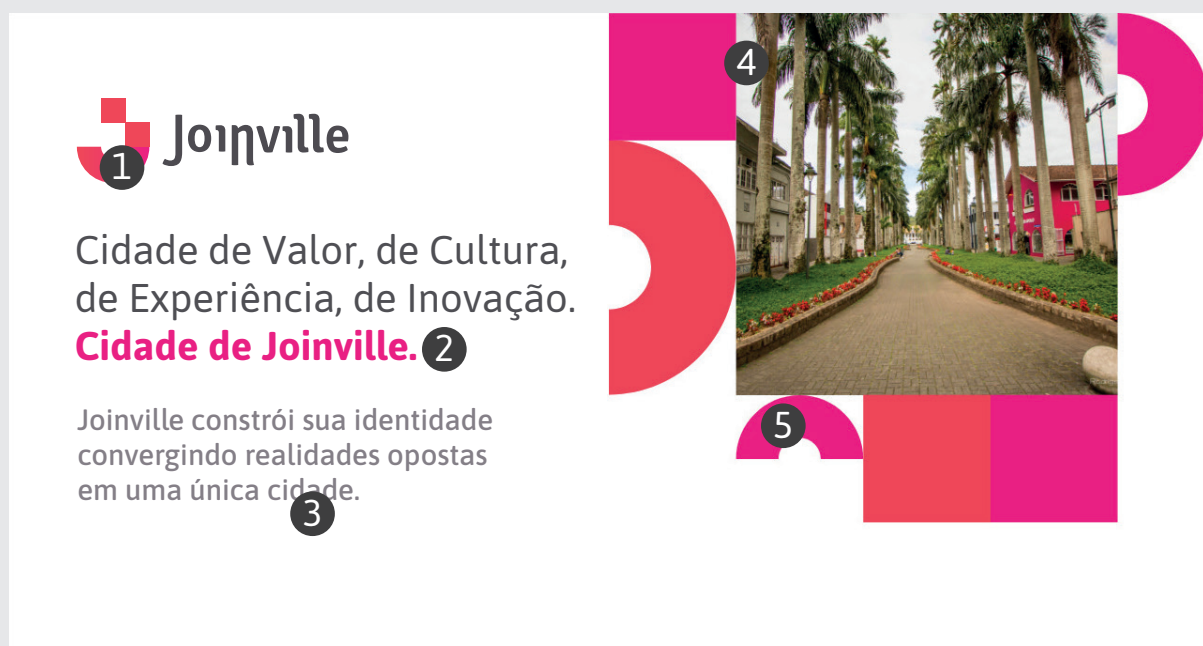 Joinville
1
Cidade de Valor, de Cultura,
de Experiência, de Inovação.
Cidade de Joinville. 2
Joinville constrói sua identidade
convergindo realidades opostas
em uma única cidade.
3
4
5